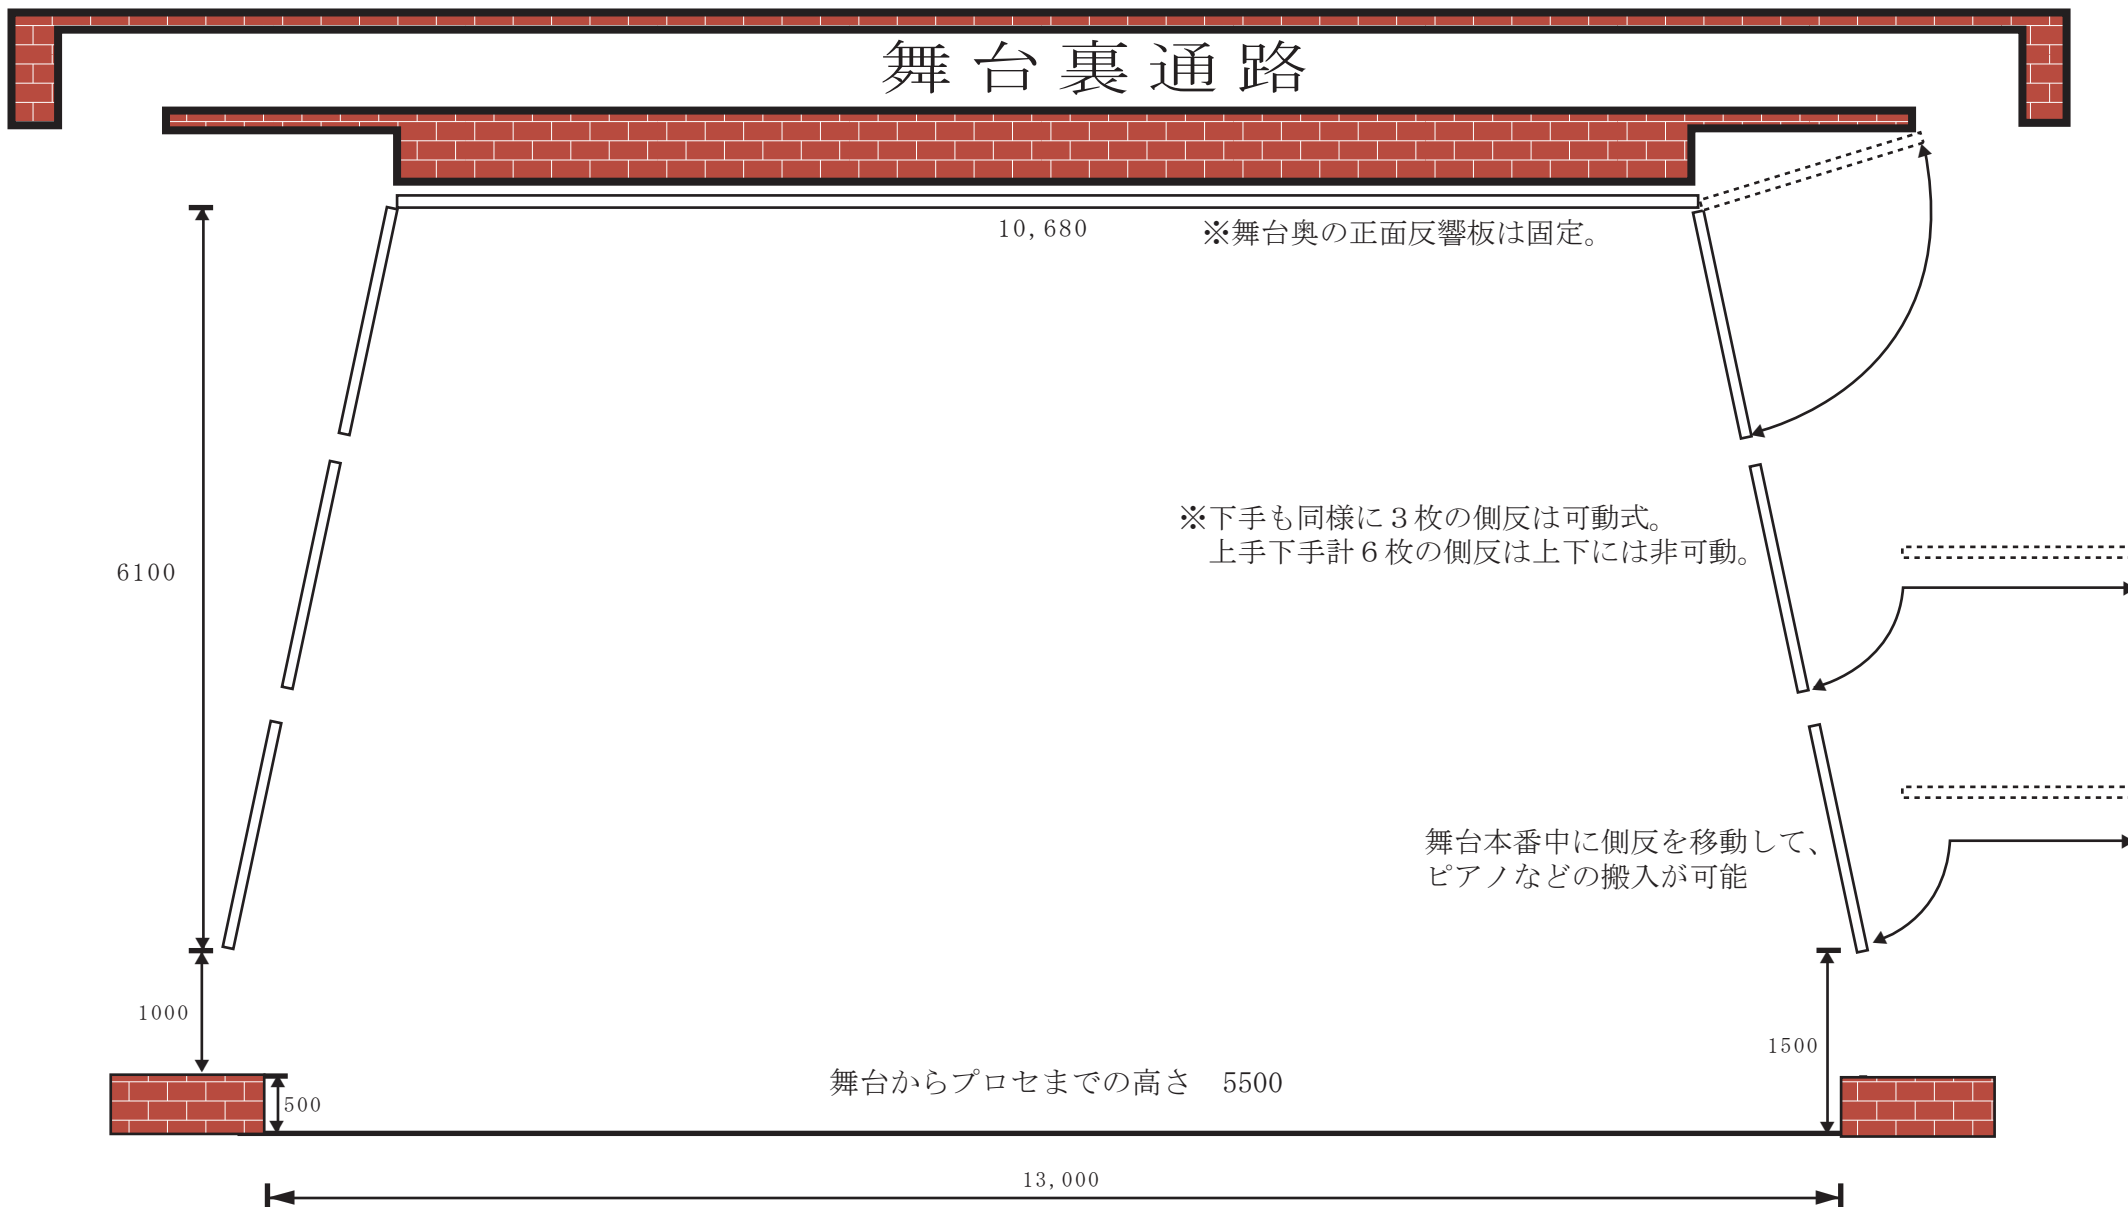 舞台裏通路
10,680
※舞台奥の正面反響板は固定。
※下手も同様に３枚の側反は可動式。
上手下手計６枚の側反は上下には非可動。
6100
舞台本番中に側反を移動して、
ピアノなどの搬入が可能
1000
1500
舞台からプロセまでの高さ　5500
500
13,000